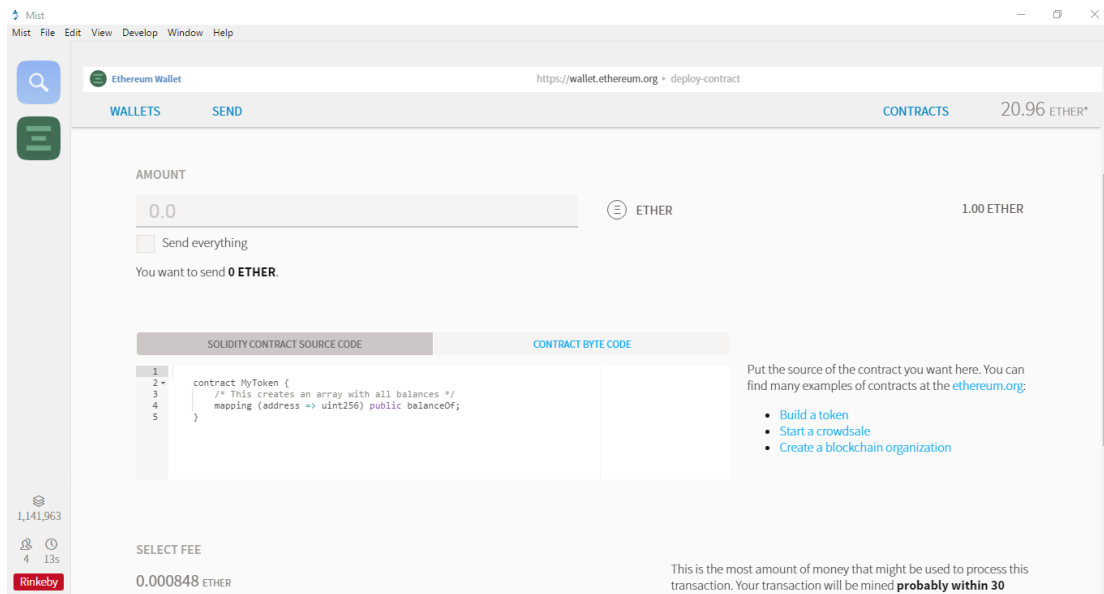 Mist
Mist File Edit View Develop Window Help
Ethereum Wallet
https://wallet.ethereum.org • deploy-contract
WALLETS SEND CONTRACTS 20.96 ETHER*
AMOUNT
0.0 ETHER 1.00 ETHER
Send everything
You want to send 0 ETHER.
SOLIDITY CONTRACT SOURCE CODE CONTRACT BYTE CODE
1
2 contract MyToken {
3 /* This creates an array with all balances */
4 mapping (address => uint256) public balanceOf;
5 }
Put the source of the contract you want here. You can
find many examples of contracts at the ethereum.org:
• Build a token
• Start a crowdsale
• Create a blockchain organization
1,141,963
4 13s
Rinkeby
SELECT FEE
0.000848 ETHER
This is the most amount of money that might be used to process this
transaction. Your transaction will be mined probably within 30